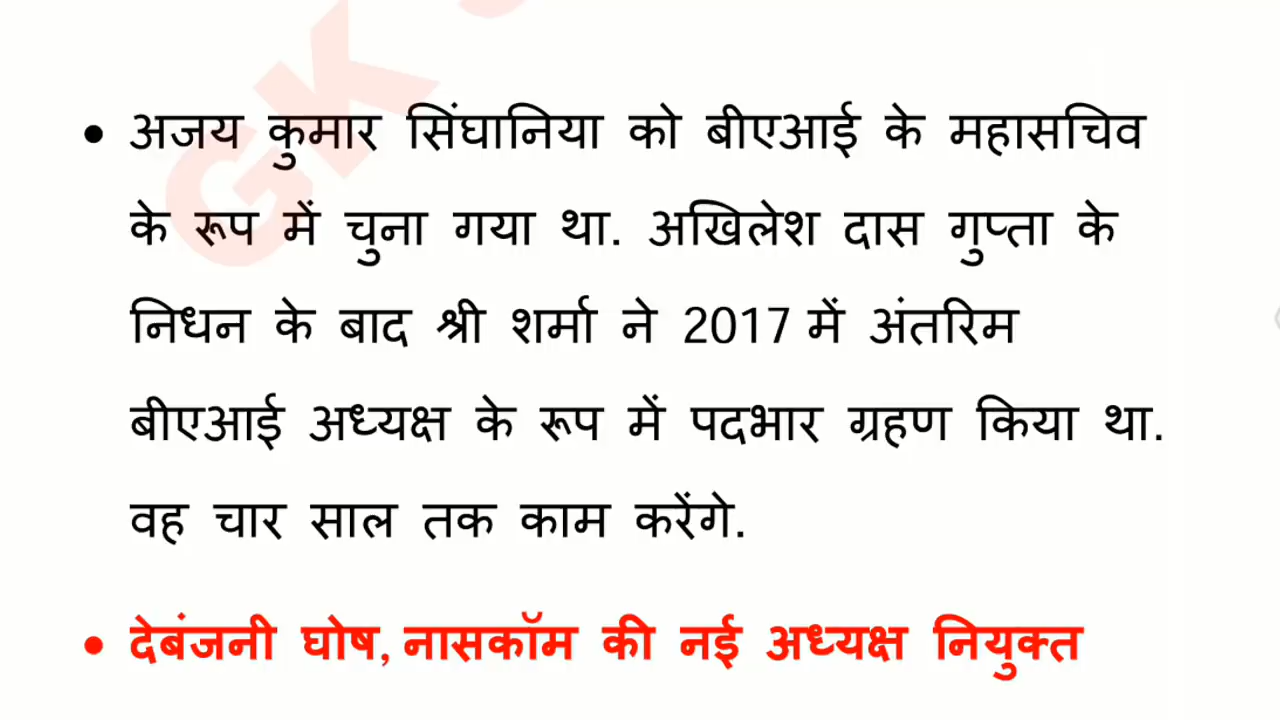 GK
• अजय कुमार सिंघानिया को बीएआई के महासचिव
के रूप में चुना गया था. अखिलेश दास गुप्ता के
निधन के बाद श्री शर्मा ने 2017 में अंतरिम
बीएआई अध्यक्ष के रूप में पदभार ग्रहण किया था.
वह चार साल तक काम करेंगे.
• देबंजनी घोष, नासकॉम की नई अध्यक्ष नियुक्त